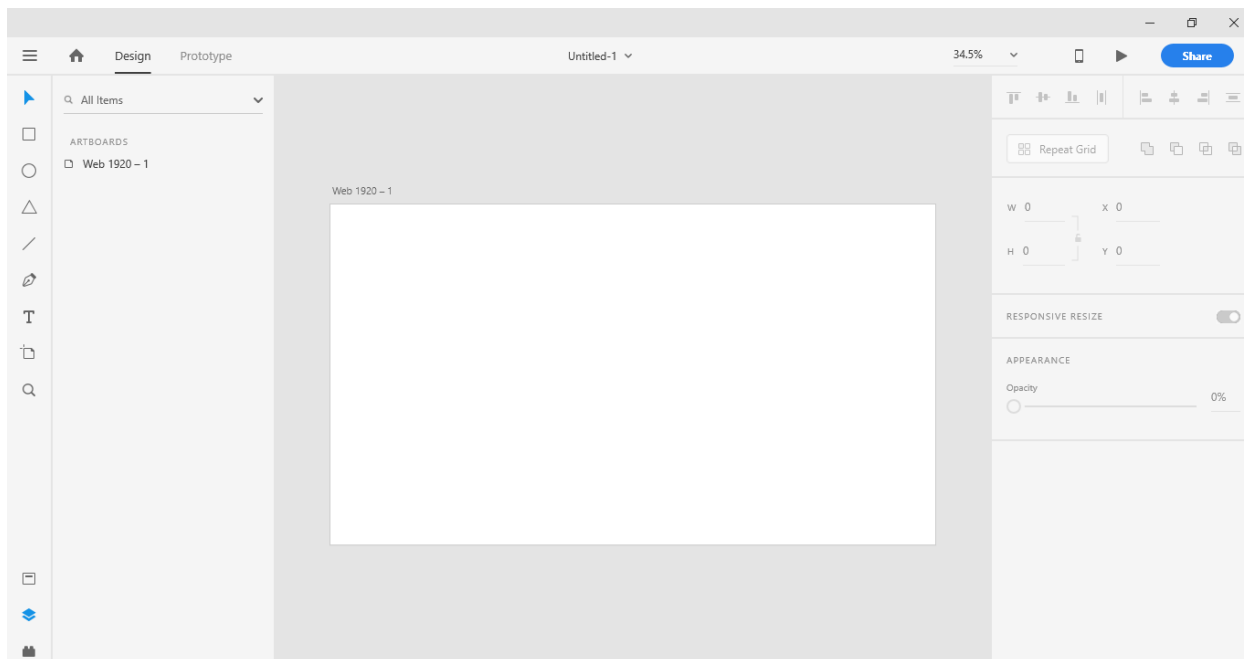 Design Prototype Untitled-1 34.5% Share
All Items
ARTBOARDS
Web 1920 – 1
Web 1920 – 1
Repeat Grid
W 0 X 0
H 0 Y 0
RESPONSIVE RESIZE
APPEARANCE
Opacity
0%